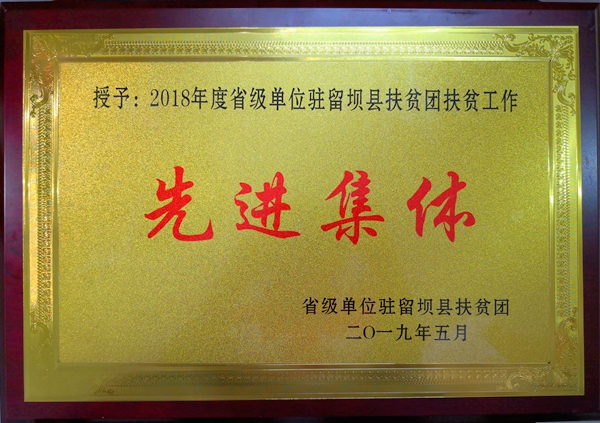 授予：2018年度省级单位驻留坝县扶贫团扶贫工作
先进集体
省级单位驻留坝县扶贫团
二〇一九年五月